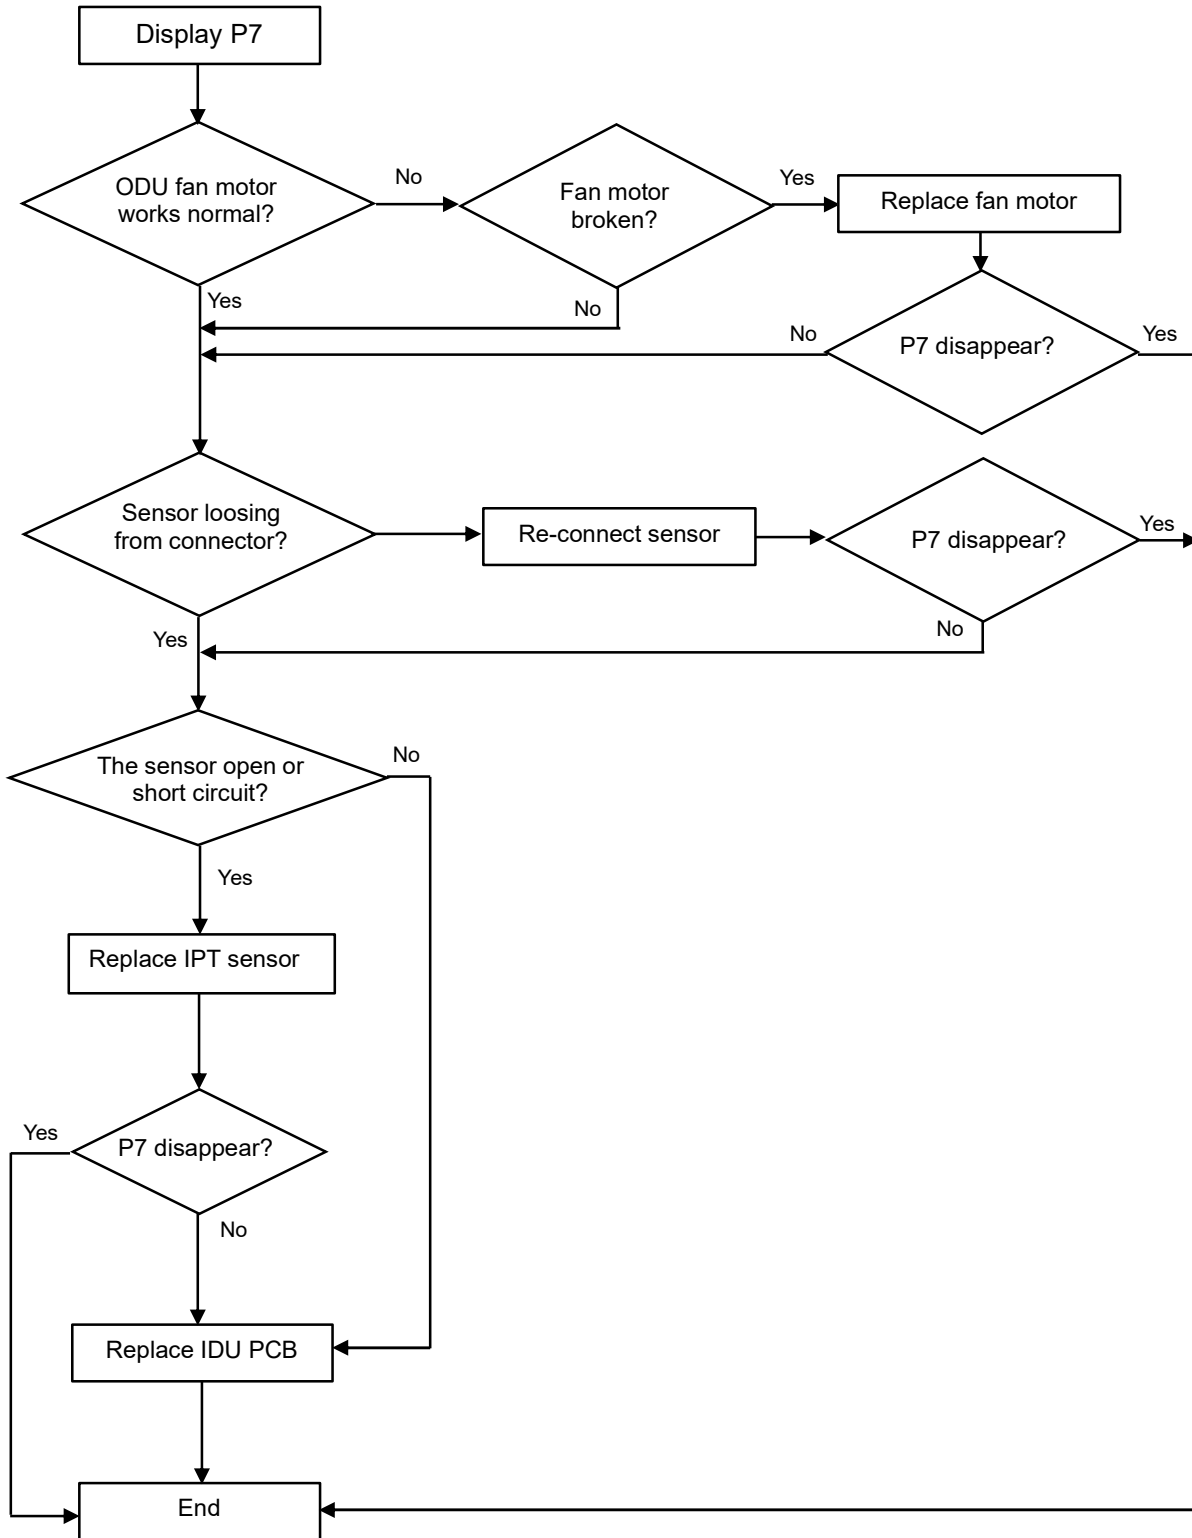 Display P7
ODU fan motor
works normal?
No
Fan motor
broken?
Yes
Replace fan motor
Yes
No
No
P7 disappear?
Yes
Sensor loosing
from connector?
Re-connect sensor
P7 disappear?
Yes
Yes
No
The sensor open or
short circuit?
No
Yes
Replace IPT sensor
Yes
P7 disappear?
No
Replace IDU PCB
End